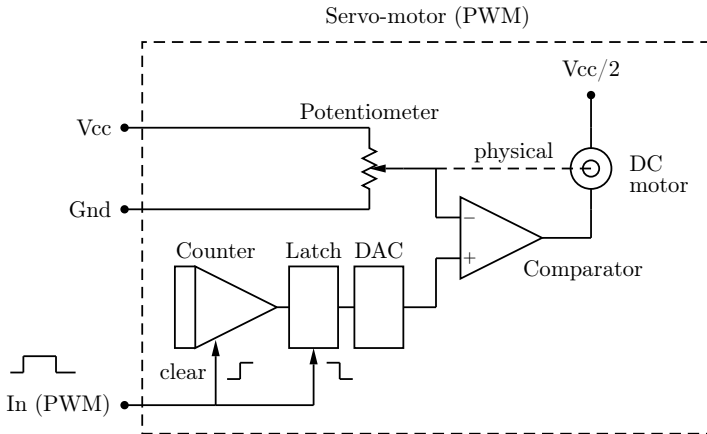 Servo-motor (PWM)
Vcc/2
Potentiometer
Vcc
physical
DC
motor
Gnd
−
+
Counter
Latch
DAC
Comparator
clear
In (PWM)